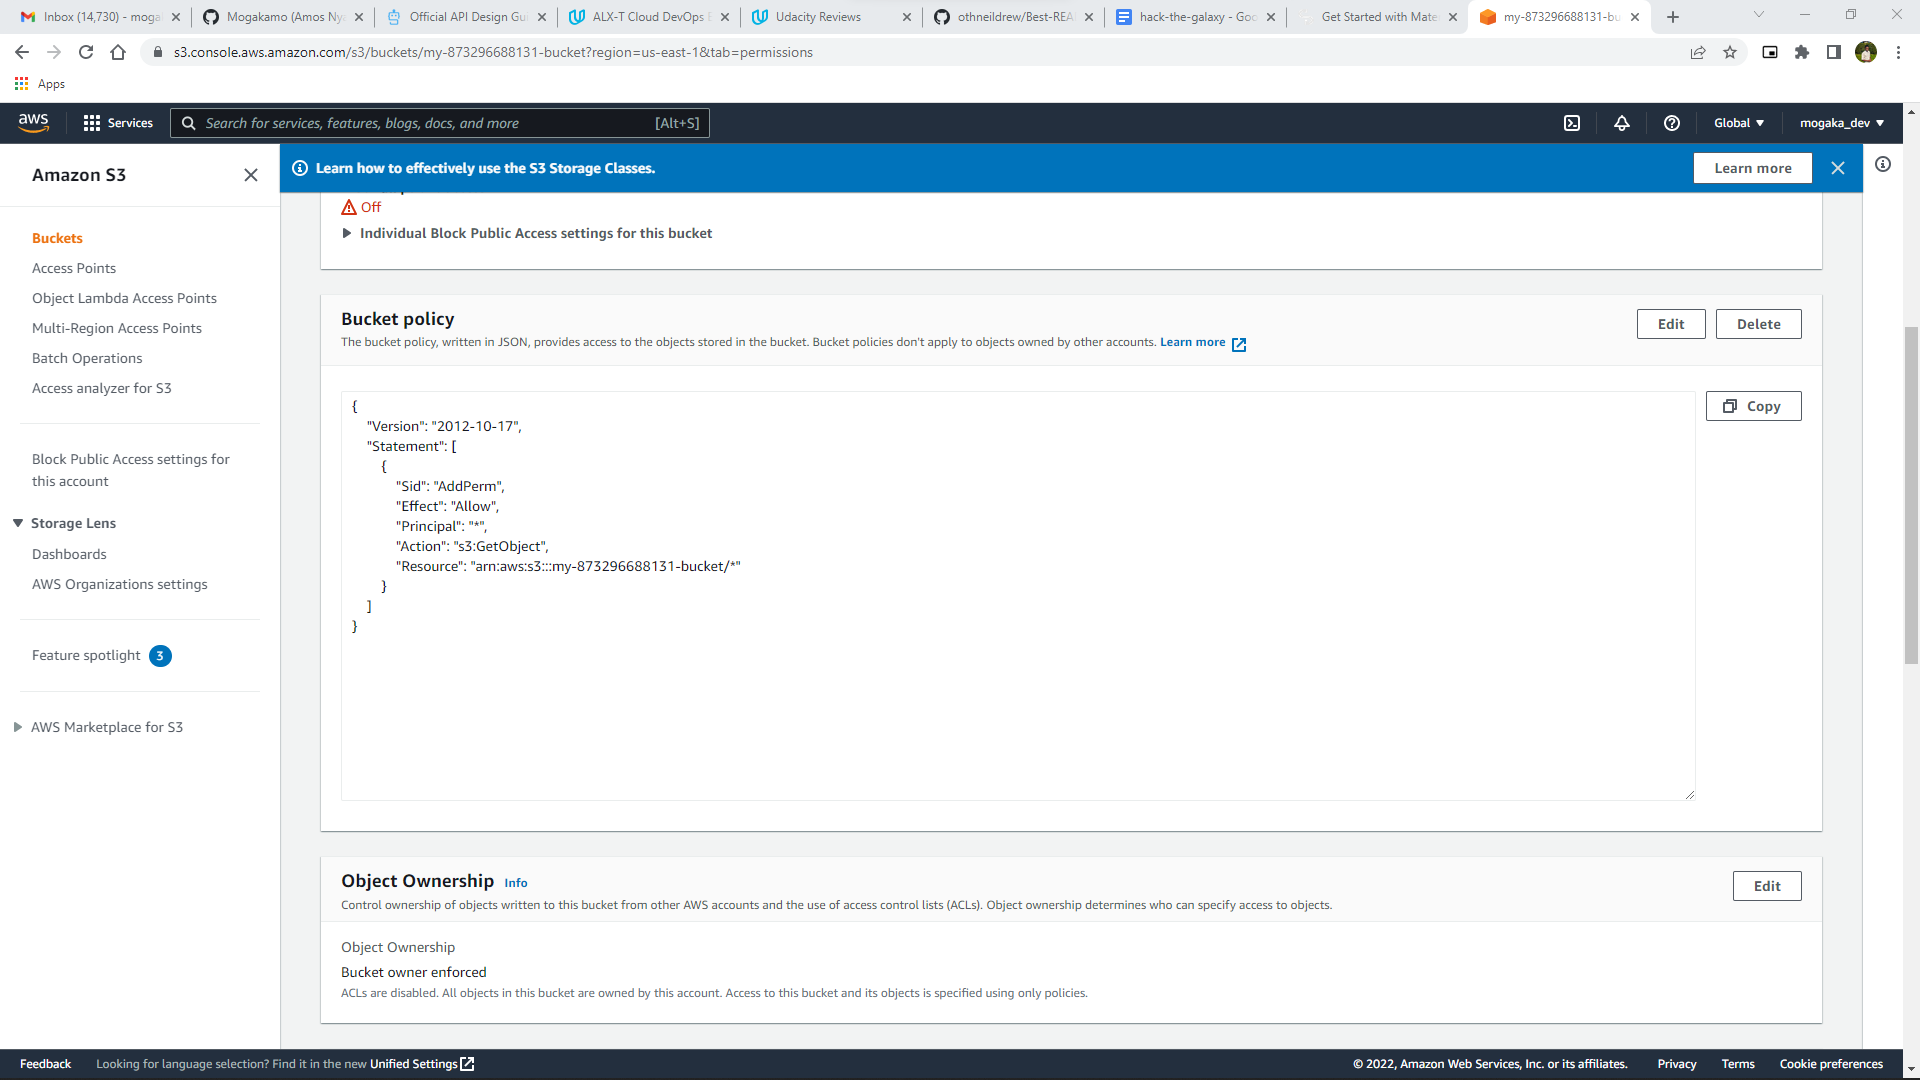 Inbox (14,730) - moga
Mogakamo (Amos Nya
Official API Design Gui
ALX-T Cloud DevOps E
Udacity Reviews
othneildrew/Best-REA
hack-the-galaxy - Goo
Get Started with Mate
my-873296688131-bu
s3.console.aws.amazon.com/s3/buckets/my-873296688131-bucket?region=us-east-1&tab=permissions
Apps
aws
Services
Search for services, features, blogs, docs, and more
[Alt+S]
Global
mogaka_dev
Amazon S3
Learn how to effectively use the S3 Storage Classes.
Learn more
Buckets
Access Points
Object Lambda Access Points
Multi-Region Access Points
Batch Operations
Access analyzer for S3
Block Public Access settings for
this account
Storage Lens
Dashboards
AWS Organizations settings
Feature spotlight 3
AWS Marketplace for S3
Off
Individual Block Public Access settings for this bucket
Bucket policy
Edit
Delete
The bucket policy, written in JSON, provides access to the objects stored in the bucket. Bucket policies don't apply to objects owned by other accounts. Learn more
Copy
{
"Version": "2012-10-17",
"Statement": [
{
"Sid": "AddPerm",
"Effect": "Allow",
"Principal": "*",
"Action": "s3:GetObject",
"Resource": "arn:aws:s3:::my-873296688131-bucket/*"
}
]
}
Object Ownership Info
Edit
Control ownership of objects written to this bucket from other AWS accounts and the use of access control lists (ACLs). Object ownership determines who can specify access to objects.
Object Ownership
Bucket owner enforced
ACLs are disabled. All objects in this bucket are owned by this account. Access to this bucket and its objects is specified using only policies.
Feedback
Looking for language selection? Find it in the new Unified Settings
© 2022, Amazon Web Services, Inc. or its affiliates.
Privacy
Terms
Cookie preferences